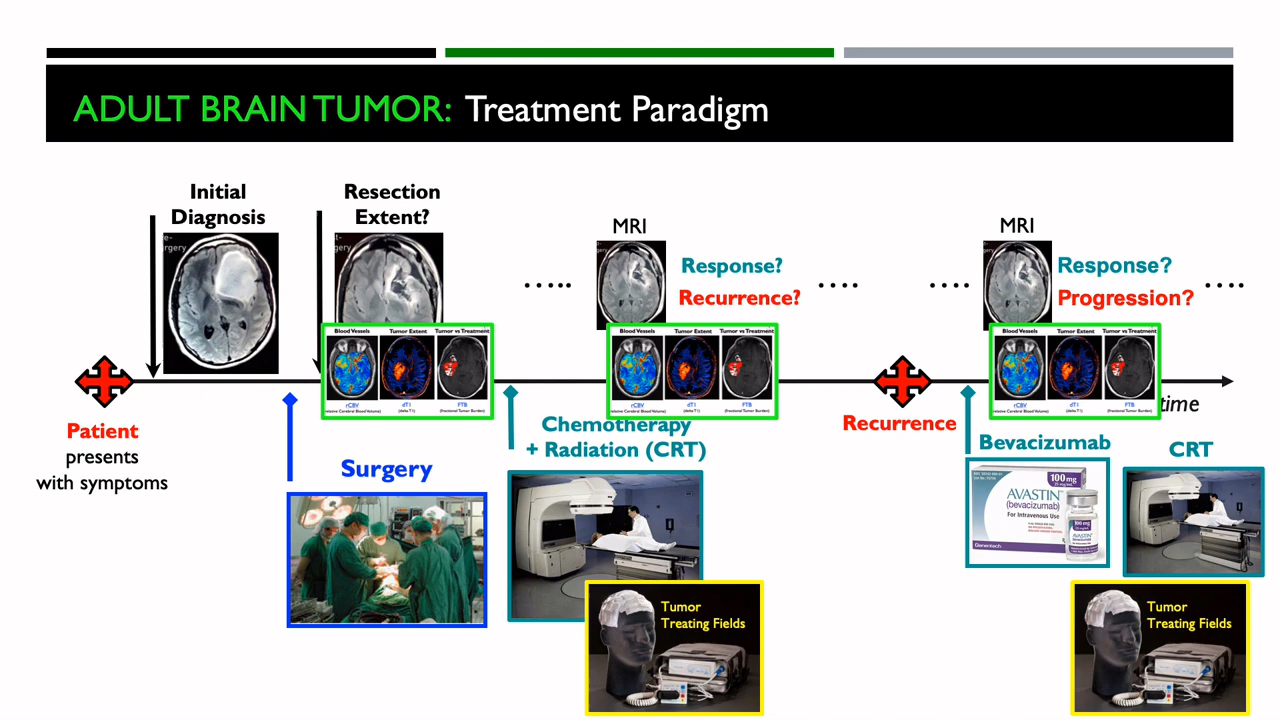 ADULT BRAIN TUMOR: Treatment Paradigm
Initial
Diagnosis
Resection
Extent?
MRI
MRI
Response?
Recurrence?
Response?
Progression?
.....
....
....
....
e-
rgery
t-
gery
Blood Vessels Tumor Extent Tumor vs Treatment
rCBV dT1 FTB
(relative Cerebral Blood Volume) (delta T1) (fractional Tumor Burden)
Blood Vessels Tumor Extent Tumor vs Treatment
rCBV dT1 FTB
(relative Cerebral Blood Volume) (delta T1) (fractional Tumor Burden)
Blood Vessels Tumor Extent Tumor vs Treatment
rCBV dT1 FTB
(relative Cerebral Blood Volume) (delta T1) (fractional Tumor Burden)
time
Patient
presents
with symptoms
Surgery
Chemotherapy
+ Radiation (CRT)
Recurrence
Bevacizumab
CRT
100 mg
AVASTIN
(bevacizumab)
For Intravenous Use
Genentech
100 mg
AVASTIN
Tumor
Treating Fields
Tumor
Treating Fields